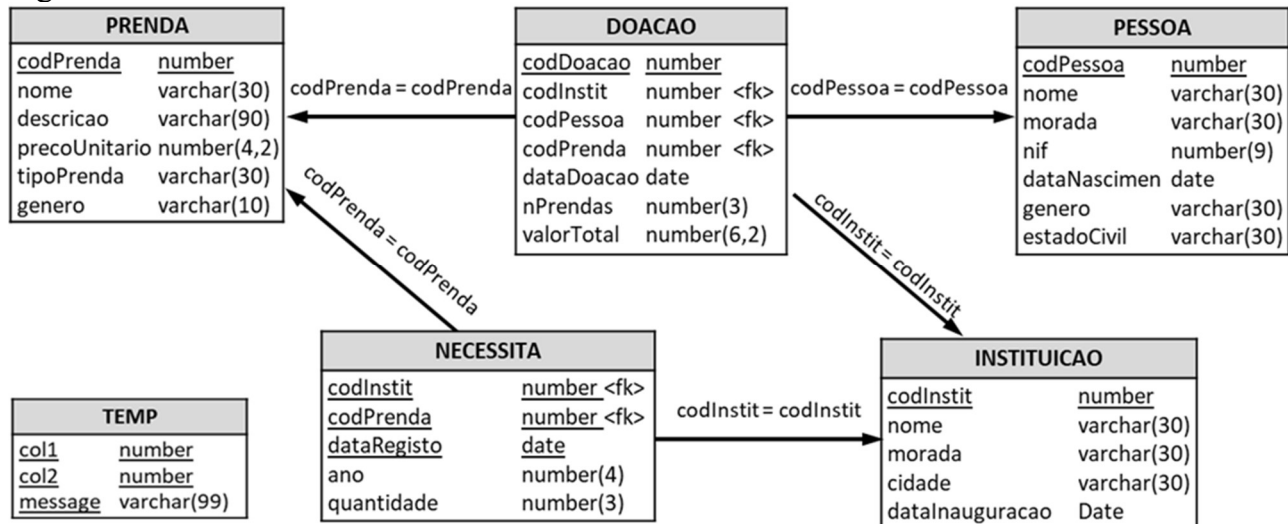 PRENDA
codPrenda number
nome varchar(30)
descricao varchar(90)
precoUnitario number(4,2)
tipoPrenda varchar(30)
genero varchar(10)
codPrenda = codPrenda
DOACAO
codDoacao number
codInstit number <fk>
codPessoa number <fk>
codPrenda number <fk>
dataDoacao date
nPrendas number(3)
valorTotal number(6,2)
codPessoa = codPessoa
PESSOA
codPessoa number
nome varchar(30)
morada varchar(30)
nif number(9)
dataNascimen date
genero varchar(30)
estadoCivil varchar(30)
codPrenda = codPrenda
codInstit = codInstit
TEMP
col1 number
col2 number
message varchar(99)
NECESSITA
codInstit number <fk>
codPrenda number <fk>
dataRegisto date
ano number(4)
quantidade number(3)
codInstit = codInstit
INSTITUICAO
codInstit number
nome varchar(30)
morada varchar(30)
cidade varchar(30)
dataInauguracao Date